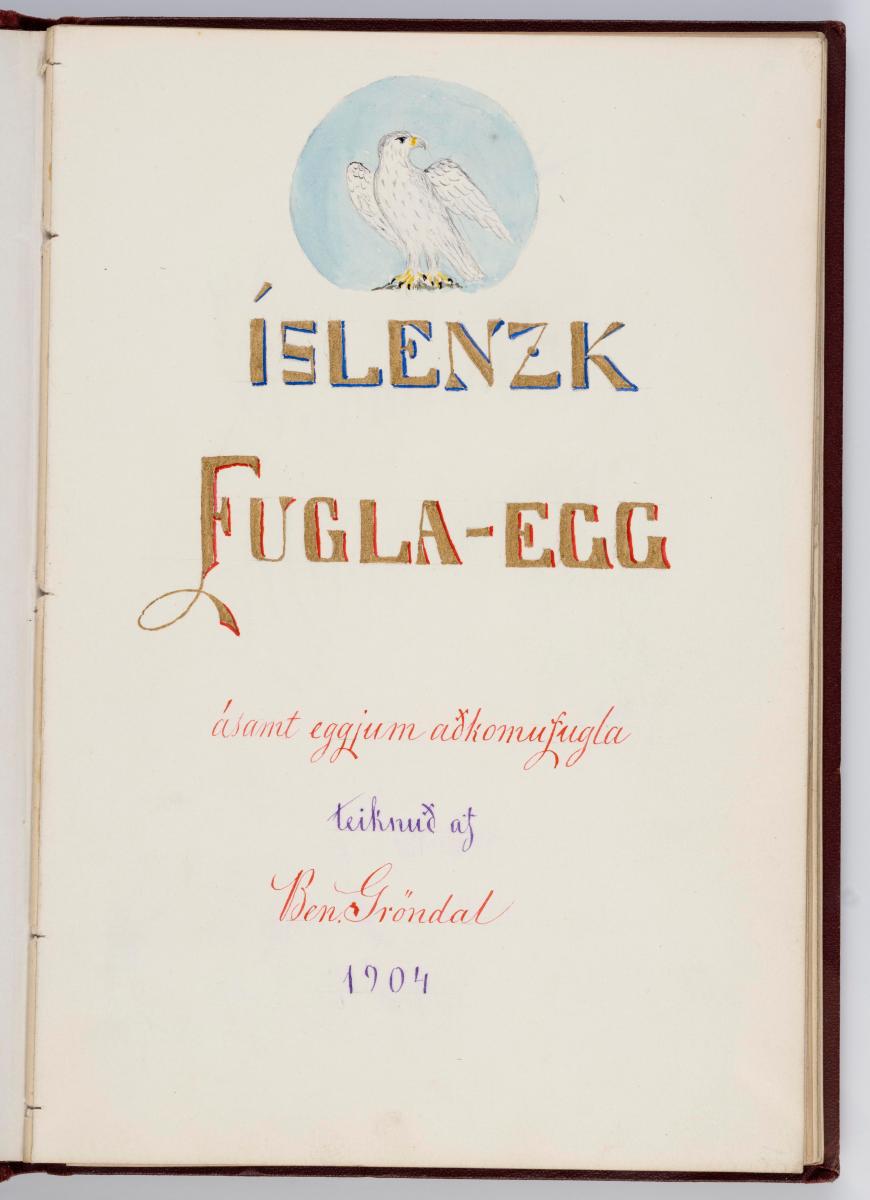 ÍSLENZK
FUGLA-EGG
ásamt eggjum aðkomufugla
teiknuð af
Ben. Gröndal
1904